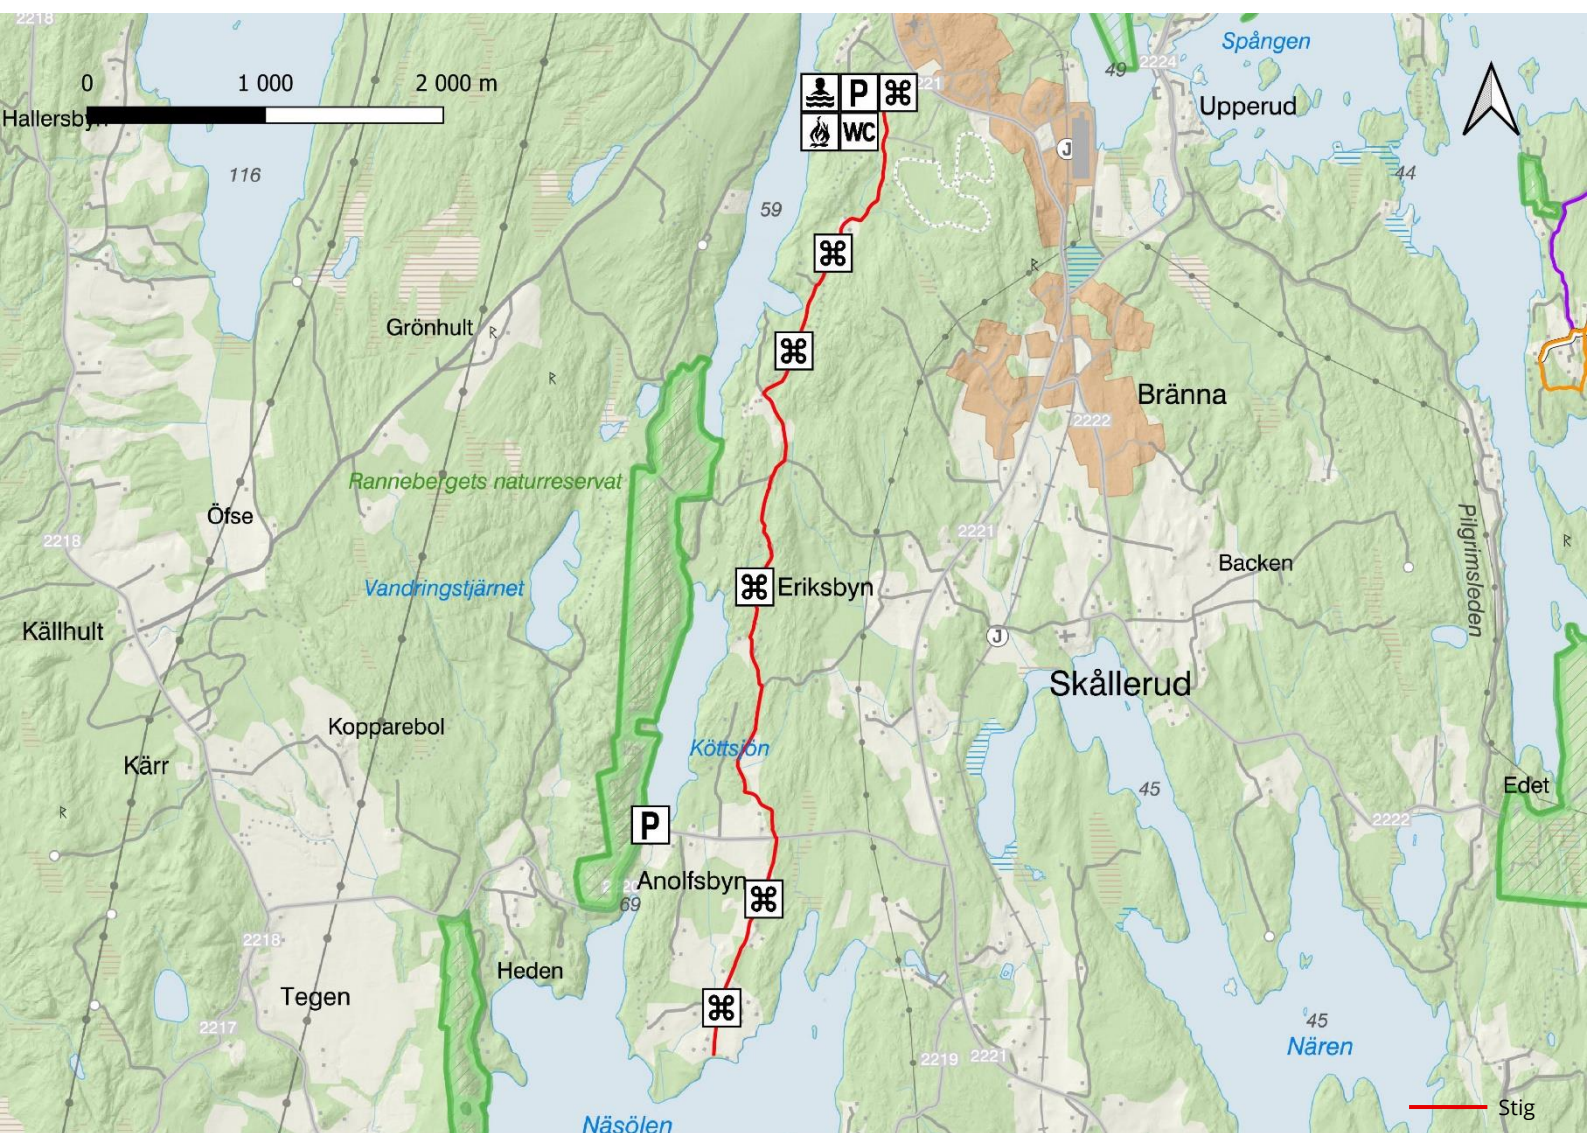 2218
Spången
49
2224
0 1 000 2 000 m
P
221
Upperud
Hallersbyn
WC
J
116
44
59
R
Grönhult
R
R
Bränna
2222
Rannebergets naturreservat
Öfse
2218
2221
Pilgrimsleden
R
Backen
Vandringstjärnet
Eriksbyn
Källhult
J
Skållerud
Kopparebol
Köttsjön
Kärr
45
Edet
R
P
2222
Anolfsbyn
69
2218
Heden
Tegen
2217
45
Nären
2219
2221
Stig
Näsölen